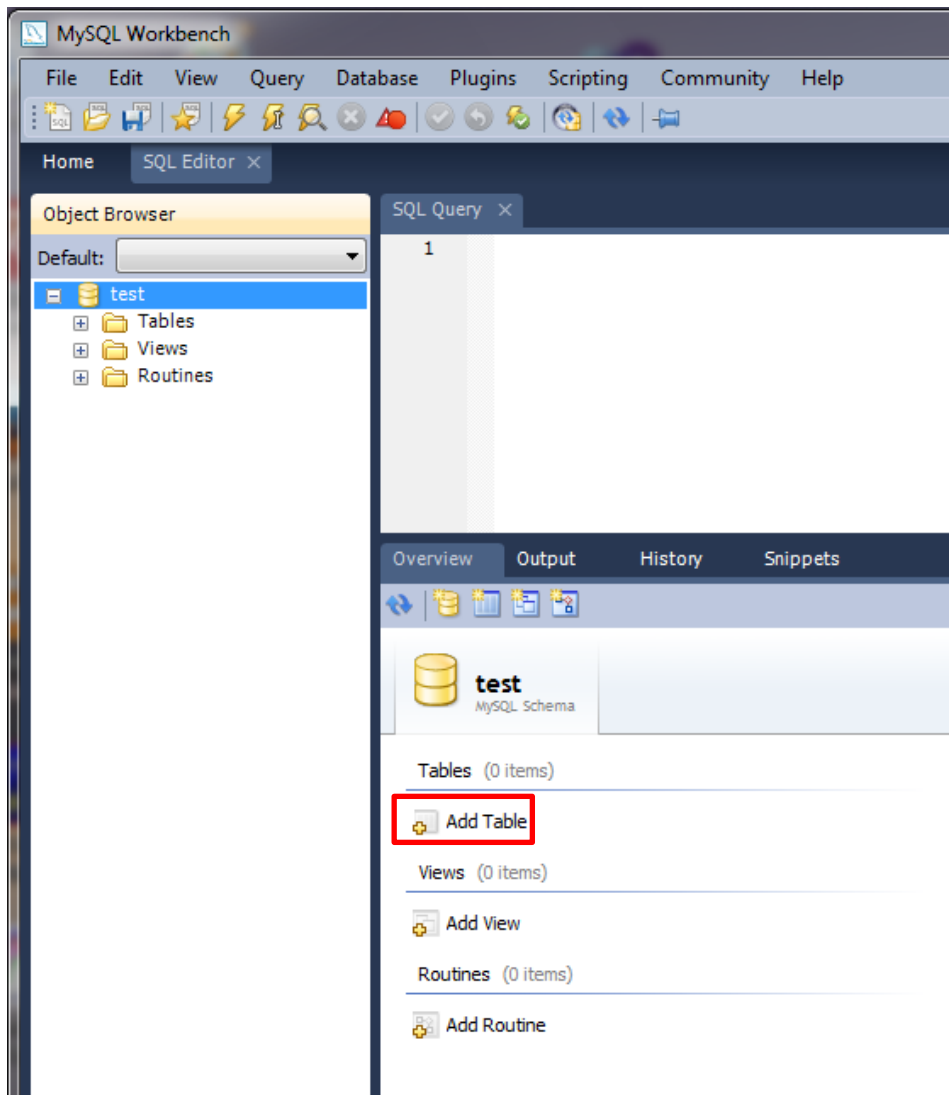 MySQL Workbench
File Edit View Query Database Plugins Scripting Community Help
Home SQL Editor
Object Browser
Default:
test
Tables
Views
Routines
SQL Query
1
Overview Output History Snippets
test
MySQL Schema
Tables (0 items)
Add Table
Views (0 items)
Add View
Routines (0 items)
Add Routine